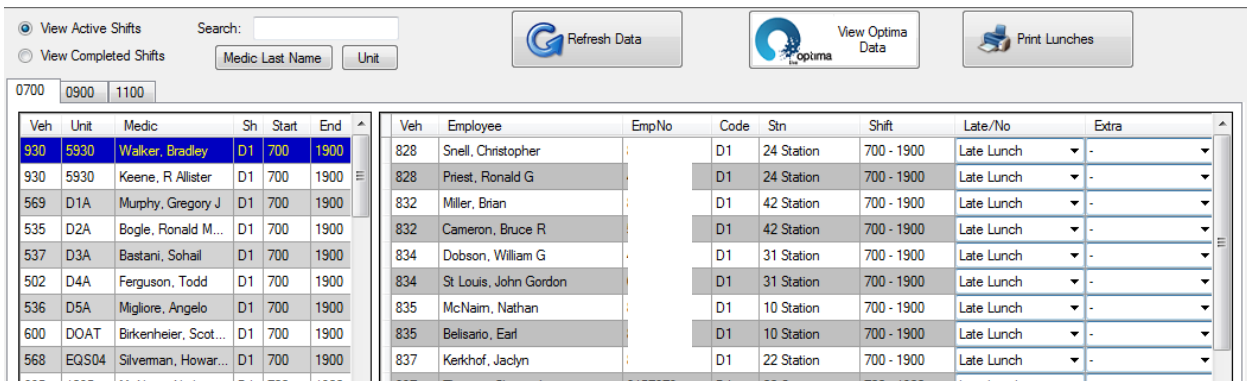 View Active Shifts Search: Refresh Data optima live View Optima Data Print Lunches
View Completed Shifts Medic Last Name Unit
0700 0900 1100
Veh Unit Medic Sh Start End Veh Employee EmpNo Code Stn Shift Late/No Extra
930 5930 Walker, Bradley D1 700 1900 828 Snell, Christopher D1 24 Station 700 - 1900 Late Lunch -
930 5930 Keene, R Allister D1 700 1900 828 Priest, Ronald G D1 24 Station 700 - 1900 Late Lunch -
569 D1A Murphy, Gregory J D1 700 1900 832 Miller, Brian D1 42 Station 700 - 1900 Late Lunch -
535 D2A Bogle, Ronald M... D1 700 1900 832 Cameron, Bruce R D1 42 Station 700 - 1900 Late Lunch -
537 D3A Bastani, Sohail D1 700 1900 834 Dobson, William G D1 31 Station 700 - 1900 Late Lunch -
502 D4A Ferguson, Todd D1 700 1900 834 St Louis, John Gordon D1 31 Station 700 - 1900 Late Lunch -
536 D5A Migliore, Angelo D1 700 1900 835 McNairn, Nathan D1 10 Station 700 - 1900 Late Lunch -
600 DOAT Birkenheier, Scot... D1 700 1900 835 Belisario, Earl D1 10 Station 700 - 1900 Late Lunch -
568 EQS04 Silverman, Howar... D1 700 1900 837 Kerkhof, Jaclyn D1 22 Station 700 - 1900 Late Lunch -